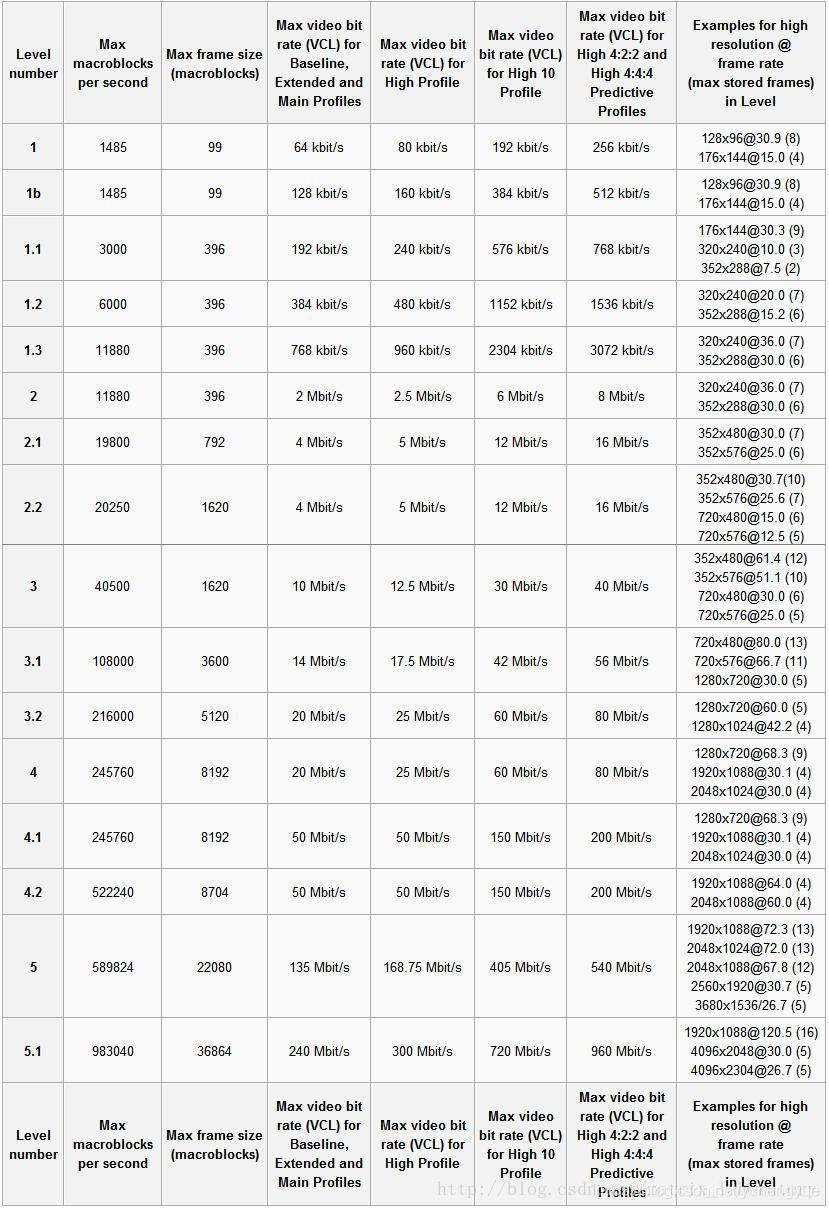 Level number Max macroblocks per second Max frame size (macroblocks) Max video bit rate (VCL) for Baseline, Extended and Main Profiles Max video bit rate (VCL) for High Profile Max video bit rate (VCL) for High 10 Profile Max video bit rate (VCL) for High 4:2:2 and High 4:4:4 Predictive Profiles Examples for high resolution @ frame rate (max stored frames) in Level
1 1485 99 64 kbit/s 80 kbit/s 192 kbit/s 256 kbit/s 128x96@30.9 (8)
176x144@15.0 (4)
1b 1485 99 128 kbit/s 160 kbit/s 384 kbit/s 512 kbit/s 128x96@30.9 (8)
176x144@15.0 (4)
1.1 3000 396 192 kbit/s 240 kbit/s 576 kbit/s 768 kbit/s 176x144@30.3 (9)
320x240@10.0 (3)
352x288@7.5 (2)
1.2 6000 396 384 kbit/s 480 kbit/s 1152 kbit/s 1536 kbit/s 320x240@20.0 (7)
352x288@15.2 (6)
1.3 11880 396 768 kbit/s 960 kbit/s 2304 kbit/s 3072 kbit/s 320x240@36.0 (7)
352x288@30.0 (6)
2 11880 396 2 Mbit/s 2.5 Mbit/s 6 Mbit/s 8 Mbit/s 320x240@36.0 (7)
352x288@30.0 (6)
2.1 19800 792 4 Mbit/s 5 Mbit/s 12 Mbit/s 16 Mbit/s 352x480@30.0 (7)
352x576@25.0 (6)
2.2 20250 1620 4 Mbit/s 5 Mbit/s 12 Mbit/s 16 Mbit/s 352x480@30.7(10)
352x576@25.6 (7)
720x480@15.0 (6)
720x576@12.5 (5)
3 40500 1620 10 Mbit/s 12.5 Mbit/s 30 Mbit/s 40 Mbit/s 352x480@61.4 (12)
352x576@51.1 (10)
720x480@30.0 (6)
720x576@25.0 (5)
3.1 108000 3600 14 Mbit/s 17.5 Mbit/s 42 Mbit/s 56 Mbit/s 720x480@80.0 (13)
720x576@66.7 (11)
1280x720@30.0 (5)
3.2 216000 5120 20 Mbit/s 25 Mbit/s 60 Mbit/s 80 Mbit/s 1280x720@60.0 (5)
1280x1024@42.2 (4)
4 245760 8192 20 Mbit/s 25 Mbit/s 60 Mbit/s 80 Mbit/s 1280x720@68.3 (9)
1920x1088@30.1 (4)
2048x1024@30.0 (4)
4.1 245760 8192 50 Mbit/s 50 Mbit/s 150 Mbit/s 200 Mbit/s 1280x720@68.3 (9)
1920x1088@30.1 (4)
2048x1024@30.0 (4)
4.2 522240 8704 50 Mbit/s 50 Mbit/s 150 Mbit/s 200 Mbit/s 1920x1088@64.0 (4)
2048x1088@60.0 (4)
5 589824 22080 135 Mbit/s 168.75 Mbit/s 405 Mbit/s 540 Mbit/s 1920x1088@72.3 (13)
2048x1024@72.0 (13)
2048x1088@67.8 (12)
2560x1920@30.7 (5)
3680x1536/26.7 (5)
5.1 983040 36864 240 Mbit/s 300 Mbit/s 720 Mbit/s 960 Mbit/s 1920x1088@120.5 (16)
4096x2048@30.0 (5)
4096x2304@26.7 (5)
Level number Max macroblocks per second Max frame size (macroblocks) Max video bit rate (VCL) for Baseline, Extended and Main Profiles Max video bit rate (VCL) for High Profile Max video bit rate (VCL) for High 10 Profile Max video bit rate (VCL) for High 4:2:2 and High 4:4:4 Predictive Profiles Examples for high resolution @ frame rate (max stored frames) in Level